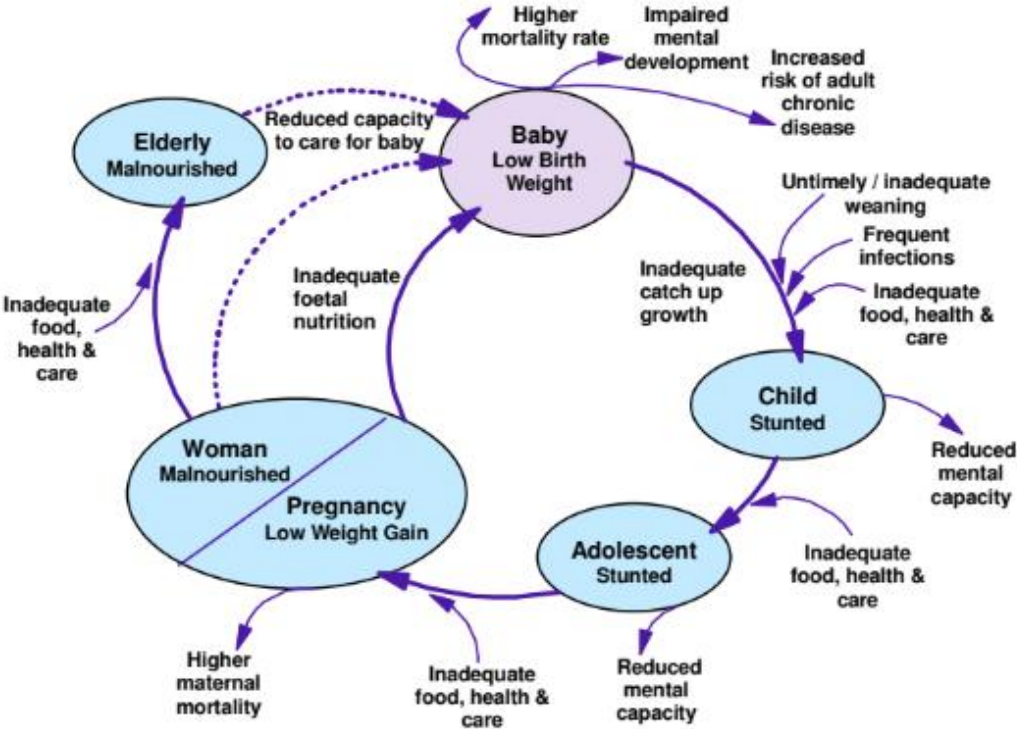 Higher
mortality rate
Impaired
mental
development
Increased
risk of adult
chronic
disease
Elderly
Malnourished
Reduced capacity
to care for baby
Baby
Low Birth
Weight
Untimely / inadequate
weaning
Frequent
infections
Inadequate
food, health &
care
Inadequate
catch up
growth
Inadequate
foetal
nutrition
Inadequate
food,
health &
care
Child
Stunted
Reduced
mental
capacity
Woman
Malnourished
Pregnancy
Low Weight Gain
Adolescent
Stunted
Inadequate
food, health &
care
Higher
maternal
mortality
Inadequate
food, health &
care
Reduced
mental
capacity